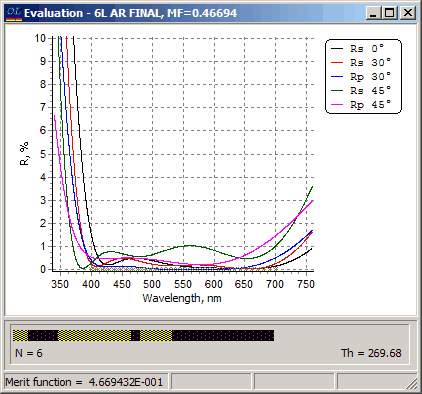 OL Evaluation - 6L AR FINAL, MF=0.46694
10
9
8
7
6
5
4
3
2
1
0
R, %
350 400 450 500 550 600 650 700 750
Wavelength, nm
Rs 0°
Rs 30°
Rp 30°
Rs 45°
Rp 45°
N = 6 Th = 269.68
Merit function = 4.669432E-001